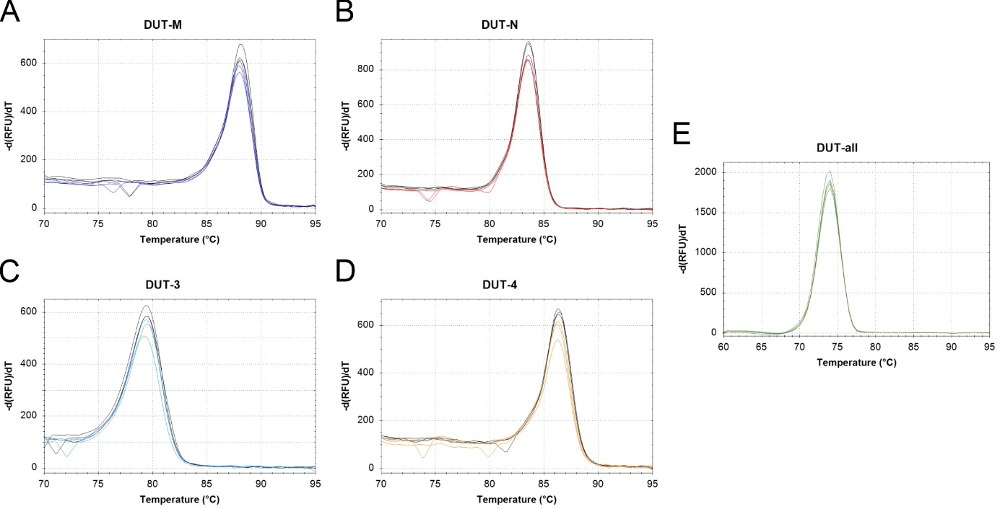 A
DUT-M
-d(RFU)/dT
600
400
200
0
70 75 80 85 90 95
Temperature (°C)
B
DUT-N
-d(RFU)/dT
800
600
400
200
0
70 75 80 85 90 95
Temperature (°C)
C
DUT-3
-d(RFU)/dT
600
400
200
0
70 75 80 85 90 95
Temperature (°C)
D
DUT-4
-d(RFU)/dT
600
400
200
0
70 75 80 85 90 95
Temperature (°C)
E
DUT-all
-d(RFU)/dT
2000
1500
1000
500
0
60 65 70 75 80 85 90 95
Temperature (°C)